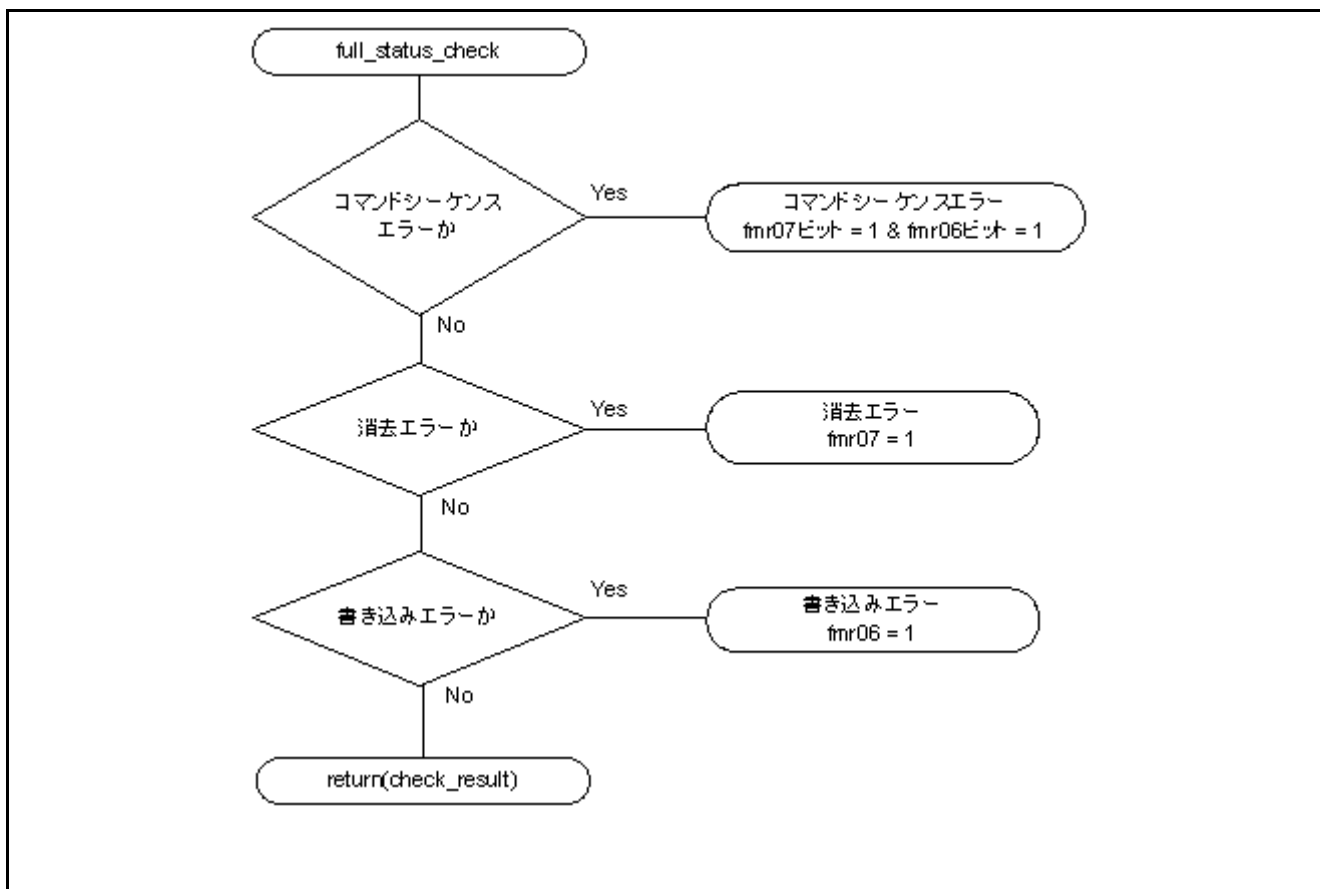 full_status_check
コマンドシーケンス
エラーか
Yes
コマンドシーケンスエラー
fmr07ビット = 1 & fmr06ビット = 1
No
消去エラーか
Yes
消去エラー
fmr07 = 1
No
書き込みエラーか
Yes
書き込みエラー
fmr06 = 1
No
return(check_result)